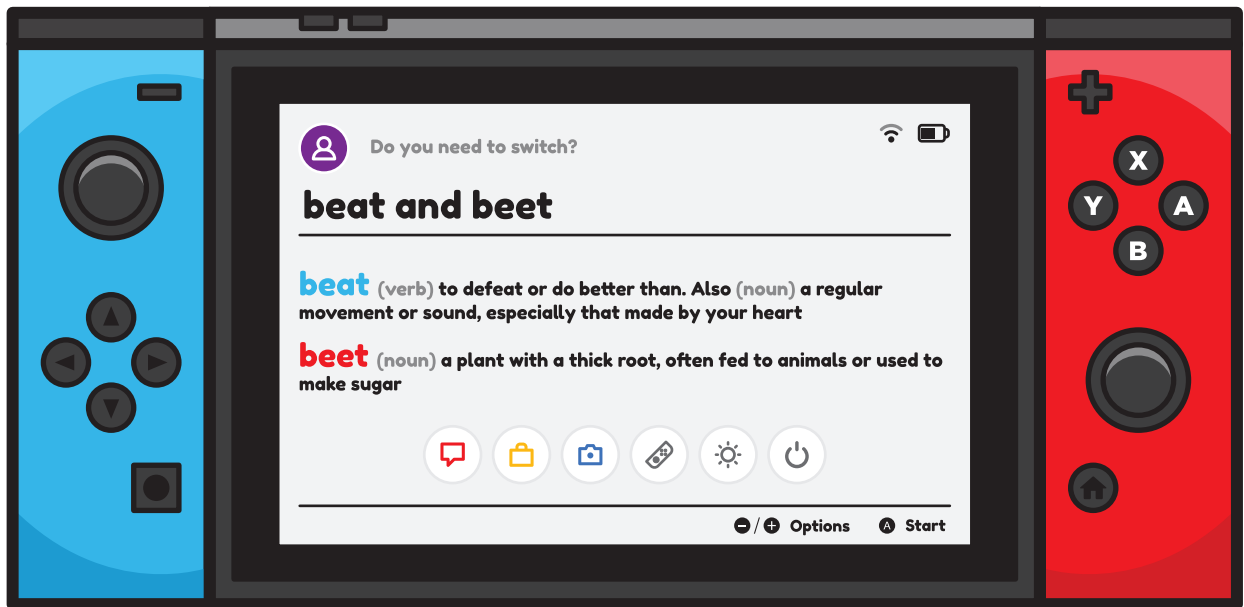 Do you need to switch?
beat and beet
beat (verb) to defeat or do better than. Also (noun) a regular
movement or sound, especially that made by your heart
beet (noun) a plant with a thick root, often fed to animals or used to
make sugar
X
Y A
B
/ Options A Start